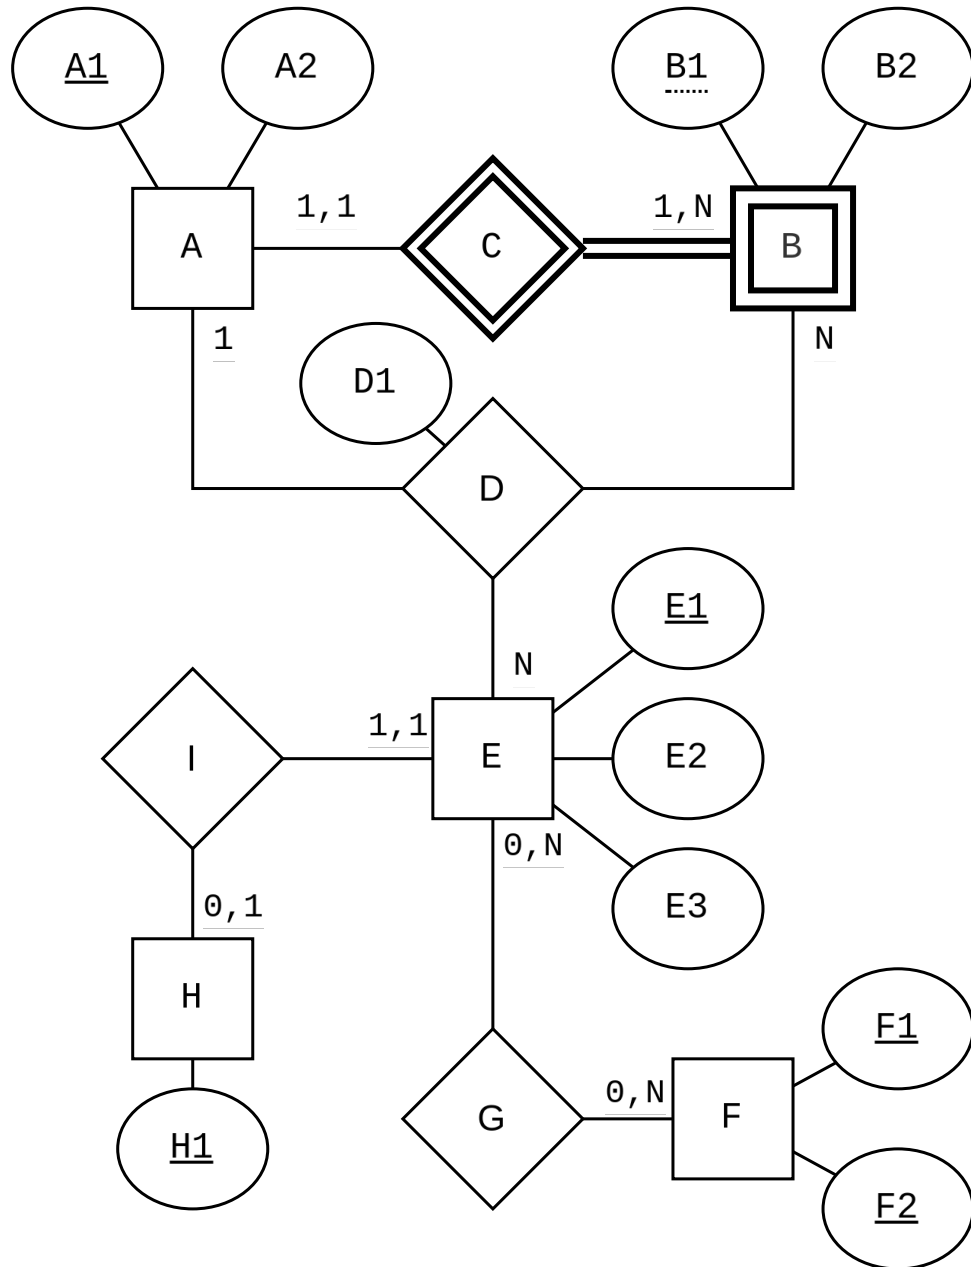 A1 A2 B1 B2
1,1 1,N
A C B
1 N
D1
D
E1
N
1,1
I E E2
0,N
0,1 E3
H
F1
0,N
G F
H1
F2